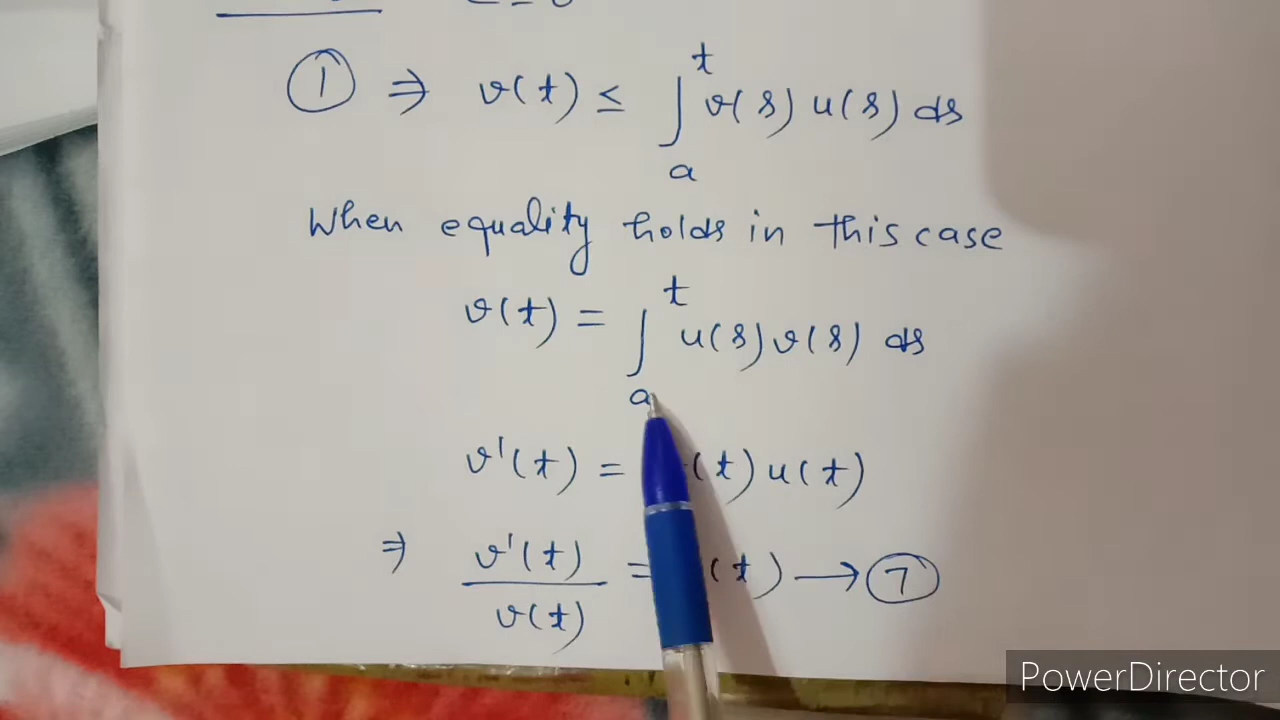 ① ⇒ v(t) ≤ ∫ₐᵗ v(s) u(s) ds
When equality holds in this case
v(t) = ∫ₐᵗ u(s) v(s) ds
v'(t) = (t) u(t)
⇒ v'(t)/v(t) = (t) → ⑦
PowerDirector